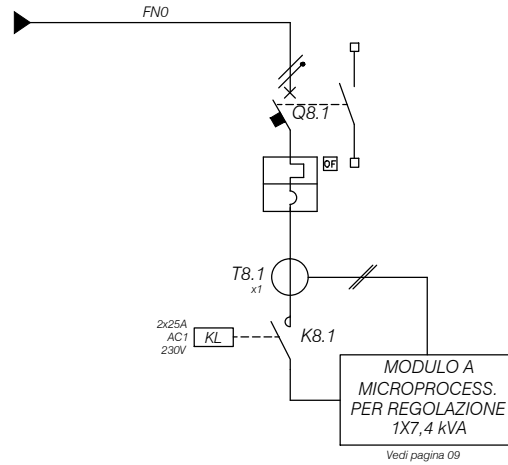 FN0
Q8.1
OF
T8.1
x1
2x25A
AC1
230V
KL
K8.1
MODULO A
MICROPROCESS.
PER REGOLAZIONE
1X7,4 kVA
Vedi pagina 09